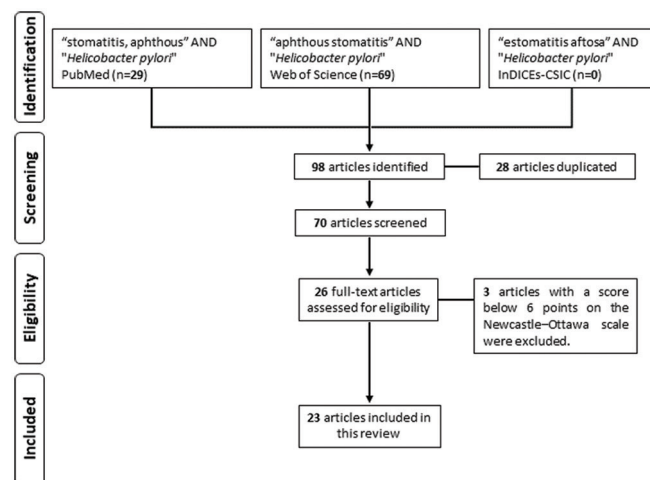 Identification
"stomatitis, aphthous" AND
"Helicobacter pylori"
PubMed (n=29)
"aphthous stomatitis" AND
"Helicobacter pylori"
Web of Science (n=69)
"estomatitis aftosa" AND
"Helicobacter pylori"
InDICEs-CSIC (n=0)
Screening
98 articles identified
28 articles duplicated
70 articles screened
Eligibility
26 full-text articles
assessed for eligibility
3 articles with a score
below 6 points on the
Newcastle–Ottawa scale
were excluded.
Included
23 articles included in
this review